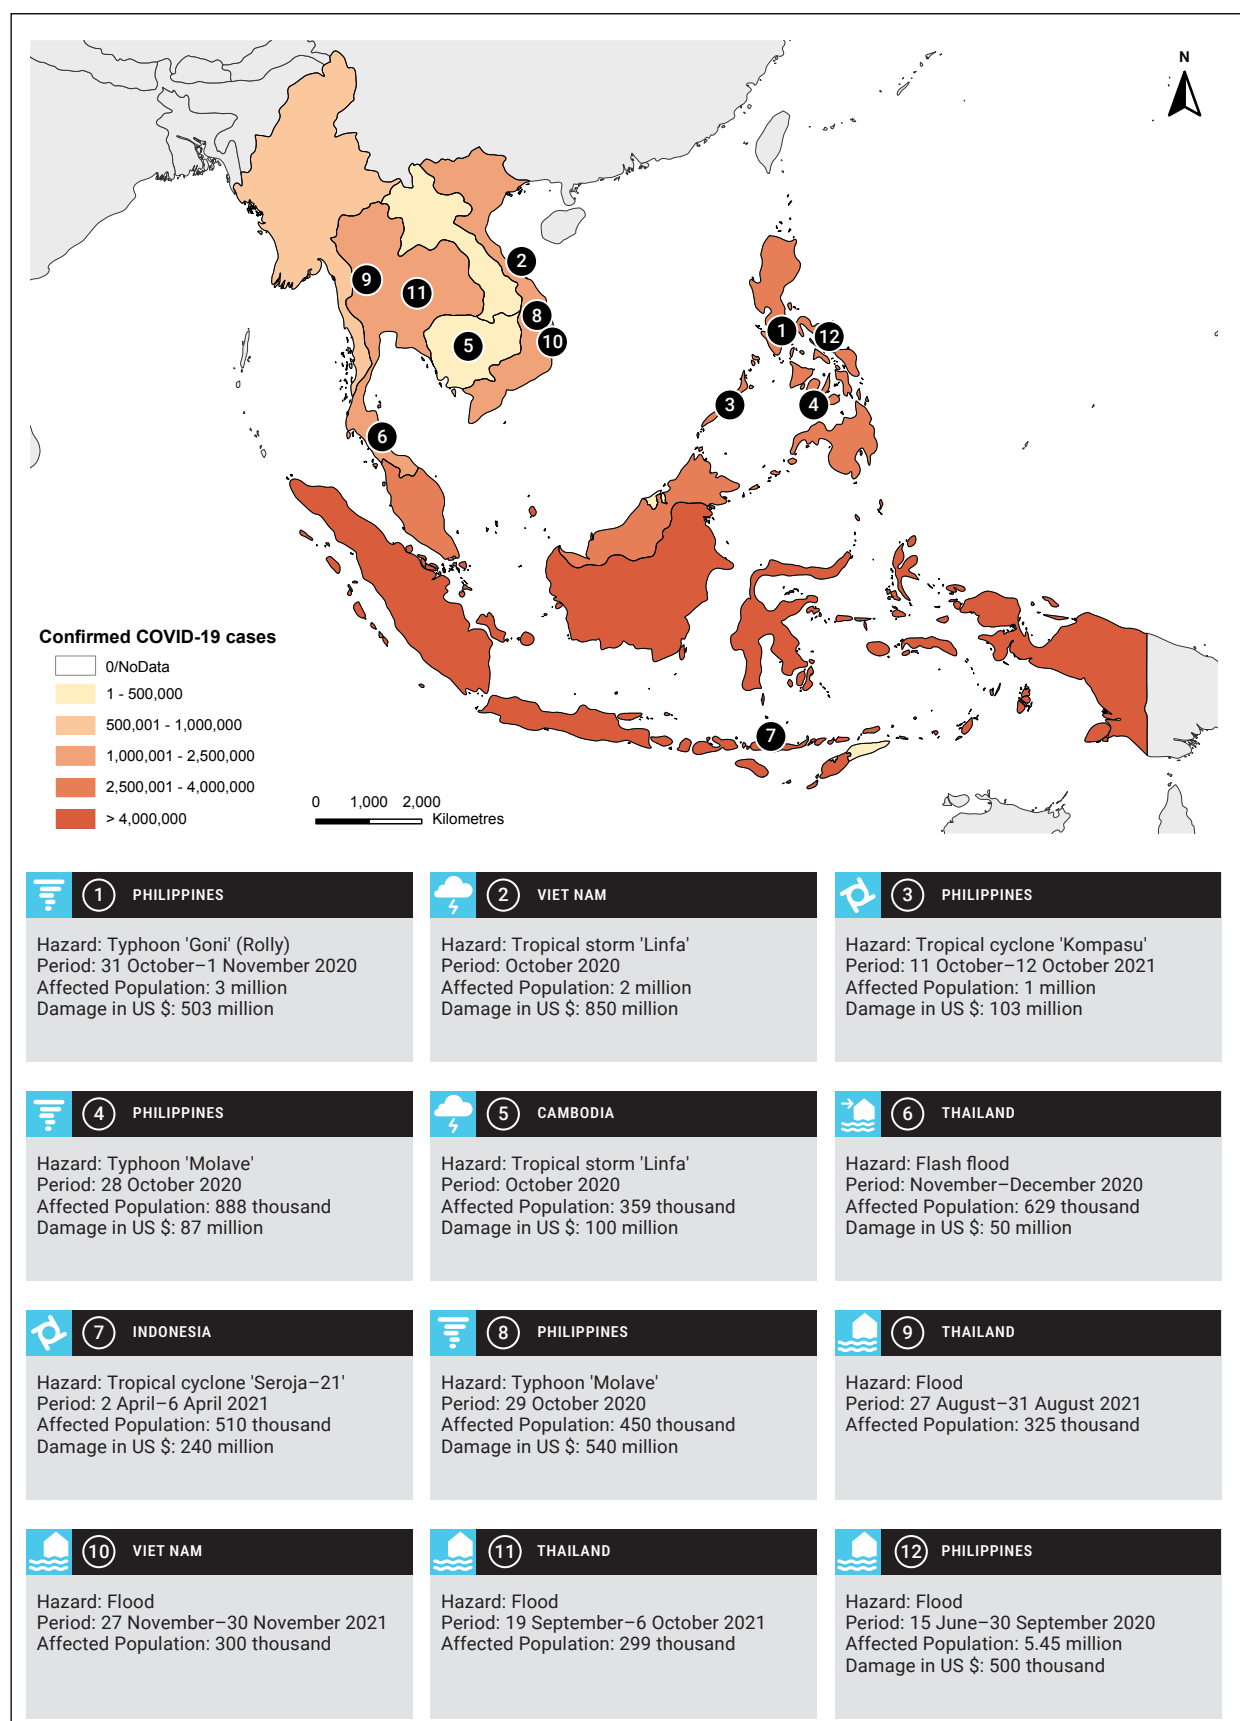 N
2
9
11
8
1
12
10
5
3
4
6
7
Confirmed COVID-19 cases
0/NoData
1 - 500,000
500,001 - 1,000,000
1,000,001 - 2,500,000
2,500,001 - 4,000,000
> 4,000,000
0 1,000 2,000
Kilometres
1 PHILIPPINES
Hazard: Typhoon 'Goni' (Rolly)
Period: 31 October–1 November 2020
Affected Population: 3 million
Damage in US $: 503 million
2 VIET NAM
Hazard: Tropical storm 'Linfa'
Period: October 2020
Affected Population: 2 million
Damage in US $: 850 million
3 PHILIPPINES
Hazard: Tropical cyclone 'Kompasu'
Period: 11 October–12 October 2021
Affected Population: 1 million
Damage in US $: 103 million
4 PHILIPPINES
Hazard: Typhoon 'Molave'
Period: 28 October 2020
Affected Population: 888 thousand
Damage in US $: 87 million
5 CAMBODIA
Hazard: Tropical storm 'Linfa'
Period: October 2020
Affected Population: 359 thousand
Damage in US $: 100 million
6 THAILAND
Hazard: Flash flood
Period: November–December 2020
Affected Population: 629 thousand
Damage in US $: 50 million
7 INDONESIA
Hazard: Tropical cyclone 'Seroja–21'
Period: 2 April–6 April 2021
Affected Population: 510 thousand
Damage in US $: 240 million
8 PHILIPPINES
Hazard: Typhoon 'Molave'
Period: 29 October 2020
Affected Population: 450 thousand
Damage in US $: 540 million
9 THAILAND
Hazard: Flood
Period: 27 August–31 August 2021
Affected Population: 325 thousand
10 VIET NAM
Hazard: Flood
Period: 27 November–30 November 2021
Affected Population: 300 thousand
11 THAILAND
Hazard: Flood
Period: 19 September–6 October 2021
Affected Population: 299 thousand
12 PHILIPPINES
Hazard: Flood
Period: 15 June–30 September 2020
Affected Population: 5.45 million
Damage in US $: 500 thousand